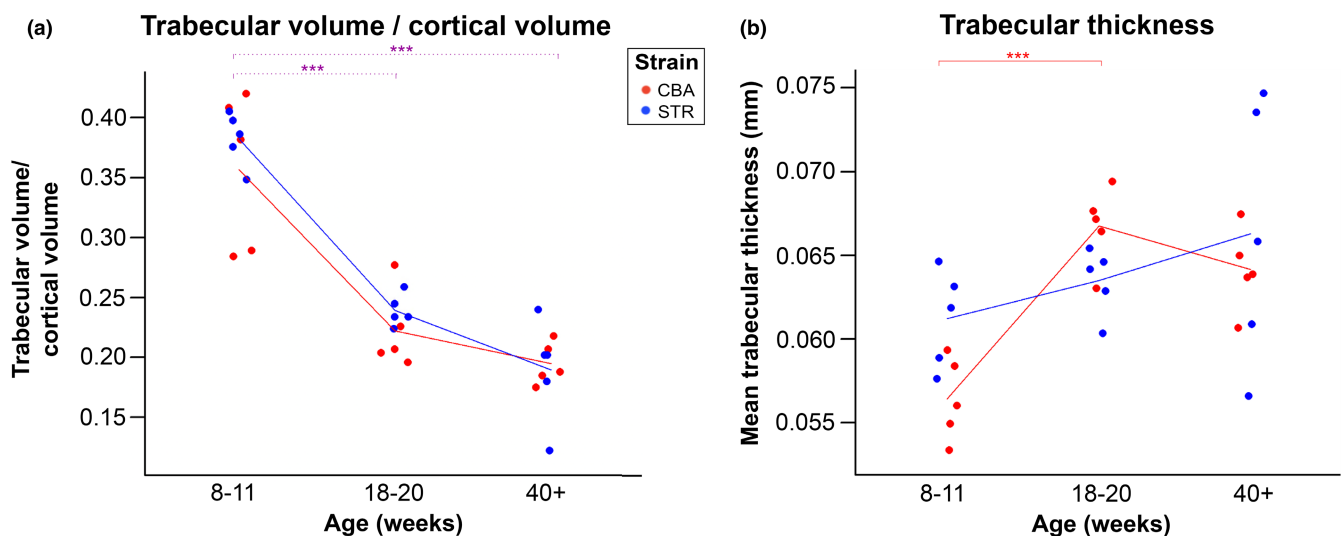 (a)
Trabecular volume / cortical volume
***
***
Strain
CBA
STR
Trabecular volume/
cortical volume
0.40
0.35
0.30
0.25
0.20
0.15
8-11
18-20
40+
Age (weeks)
(b)
Trabecular thickness
***
Mean trabecular thickness (mm)
0.075
0.070
0.065
0.060
0.055
8-11
18-20
40+
Age (weeks)